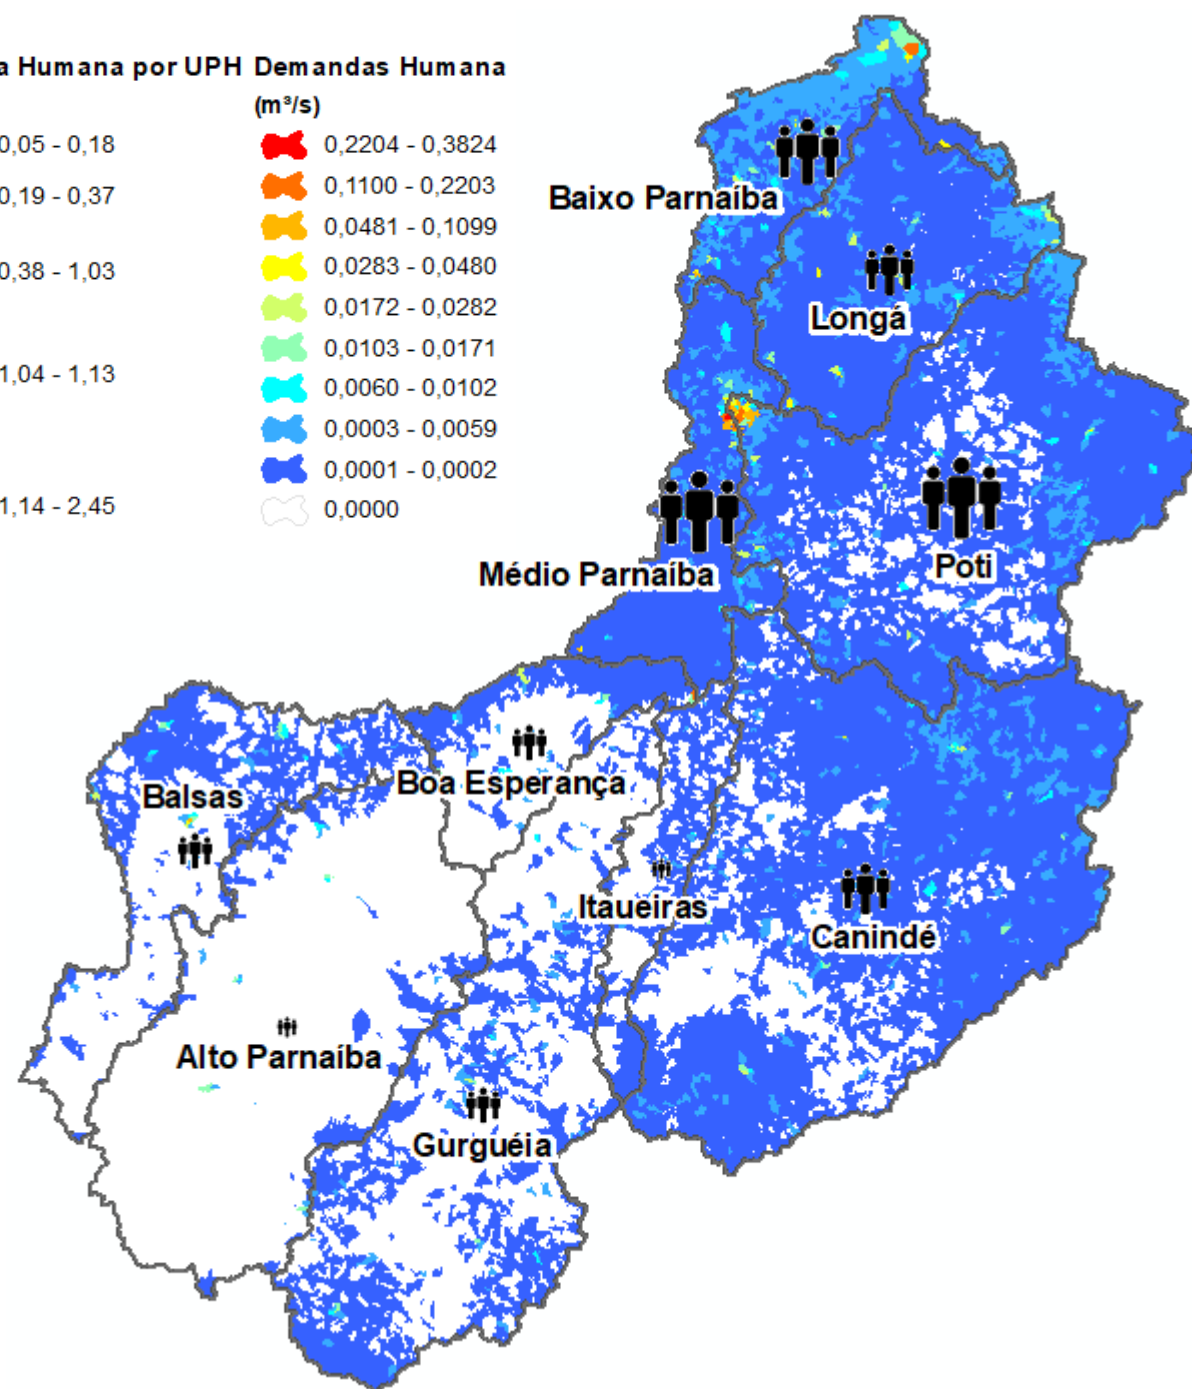 a Humana por UPH
0,05 - 0,18
0,19 - 0,37
0,38 - 1,03
1,04 - 1,13
1,14 - 2,45
Demandas Humana
(m³/s)
0,2204 - 0,3824
0,1100 - 0,2203
0,0481 - 0,1099
0,0283 - 0,0480
0,0172 - 0,0282
0,0103 - 0,0171
0,0060 - 0,0102
0,0003 - 0,0059
0,0001 - 0,0002
0,0000
Baixo Parnaíba
Longá
Poti
Médio Parnaíba
Boa Esperança
Balsas
Itaueiras
Canindé
Alto Parnaíba
Gurguéia